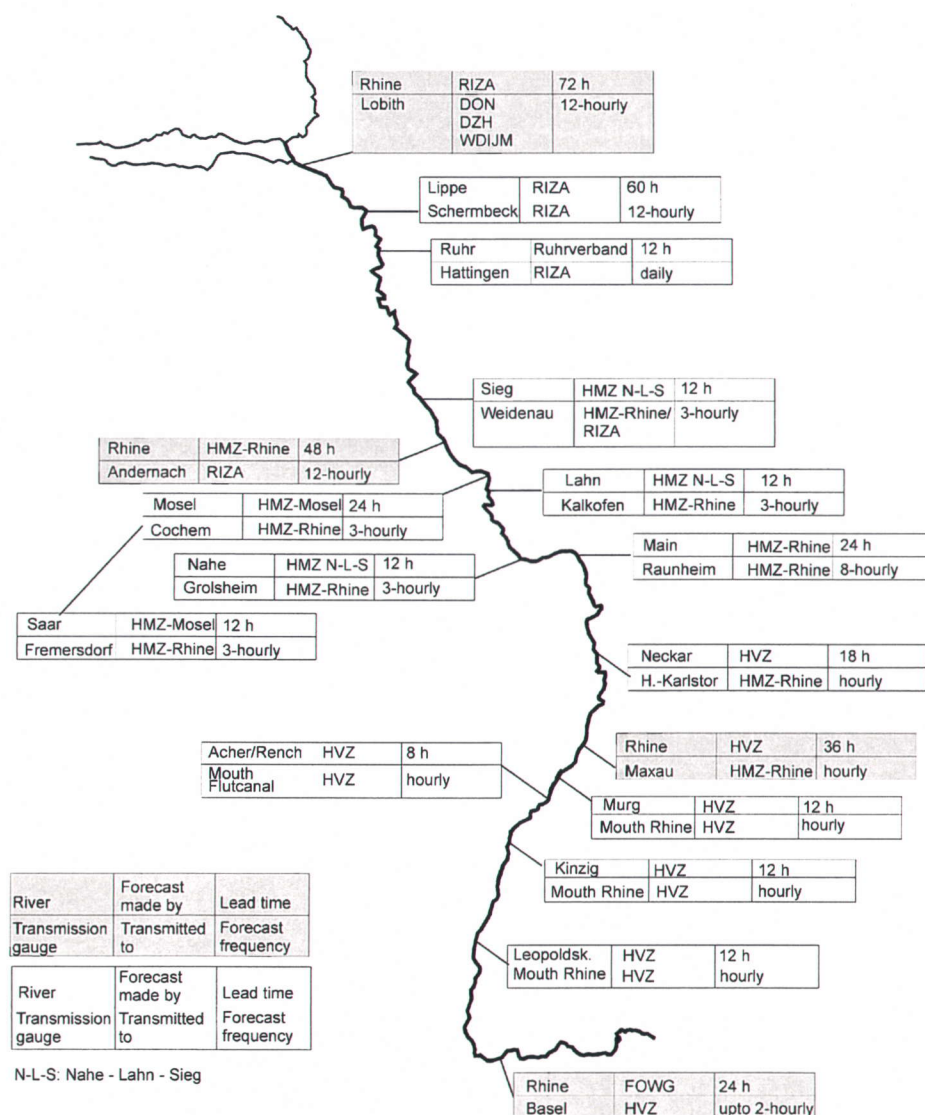 Rhine RIZA 72 h
Lobith DON 12-hourly
DZH
WDIJM
Lippe RIZA 60 h
Schermbeck RIZA 12-hourly
Ruhr Ruhrverband 12 h
Hattingen RIZA daily
Sieg HMZ N-L-S 12 h
Weidenau HMZ-Rhine/ 3-hourly
RIZA
Rhine HMZ-Rhine 48 h
Andernach RIZA 12-hourly
Lahn HMZ N-L-S 12 h
Kalkofen HMZ-Rhine 3-hourly
Mosel HMZ-Mosel 24 h
Cochem HMZ-Rhine 3-hourly
Main HMZ-Rhine 24 h
Raunheim HMZ-Rhine 8-hourly
Nahe HMZ N-L-S 12 h
Grolsheim HMZ-Rhine 3-hourly
Saar HMZ-Mosel 12 h
Fremersdorf HMZ-Rhine 3-hourly
Neckar HVZ 18 h
H.-Karlstor HMZ-Rhine hourly
Rhine HVZ 36 h
Maxau HMZ-Rhine hourly
Acher/Rench HVZ 8 h
Mouth HVZ hourly
Flutcanal
Murg HVZ 12 h
Mouth Rhine HVZ hourly
Kinzig HVZ 12 h
Mouth Rhine HVZ hourly
Leopoldsk. HVZ 12 h
Mouth Rhine HVZ hourly
Rhine FOWG 24 h
Basel HVZ upto 2-hourly
River Forecast made by Lead time
Transmission gauge Transmitted to Forecast frequency
River Forecast made by Lead time
Transmission gauge Transmitted to Forecast frequency
N-L-S: Nahe - Lahn - Sieg